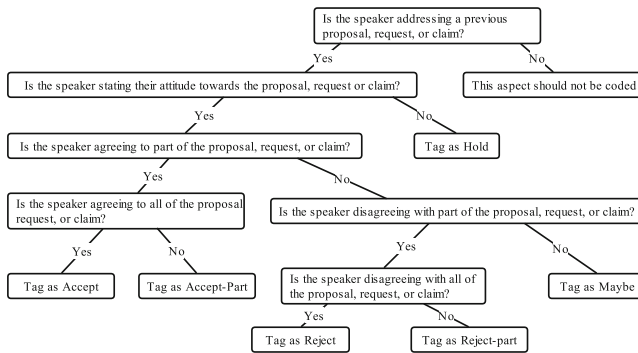 Is the speaker addressing a previous
proposal, request, or claim?
Yes
No
Is the speaker stating their attitude towards the proposal, request or claim?
This aspect should not be coded
Yes
No
Is the speaker agreeing to part of the proposal, request, or claim?
Tag as Hold
Yes
No
Is the speaker agreeing to all of the proposal
request, or claim?
Is the speaker disagreeing with part of the proposal, request, or claim?
Yes
No
Yes
No
Tag as Accept
Tag as Accept-Part
Is the speaker disagreeing with all of
the proposal, request, or claim?
Tag as Maybe
Yes
No
Tag as Reject
Tag as Reject-part